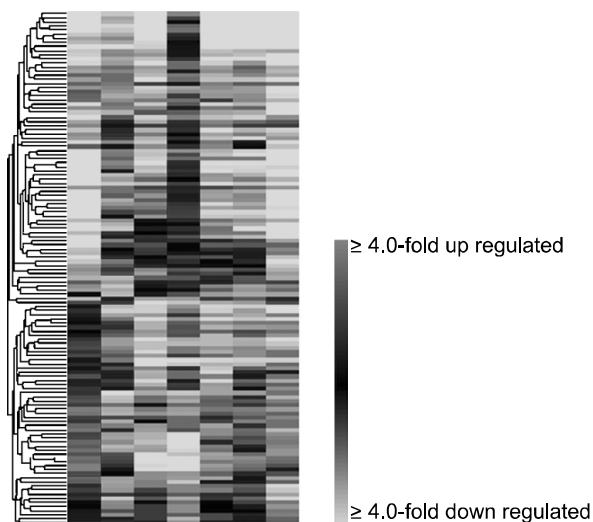 ≥ 4.0-fold up regulated
≥ 4.0-fold down regulated